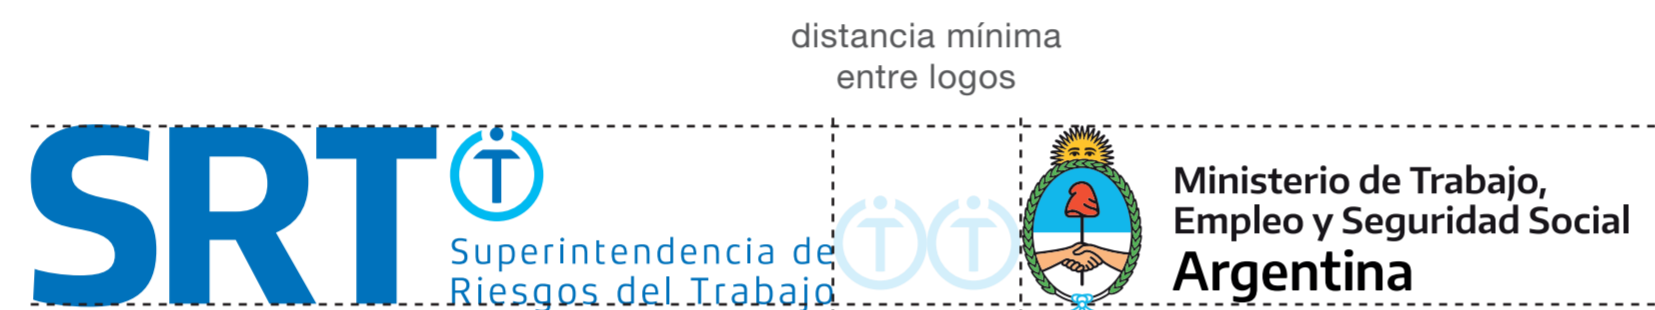 distancia mínima
entre logos
SRT
Superintendencia de
Riesgos del Trabajo
Ministerio de Trabajo,
Empleo y Seguridad Social
Argentina